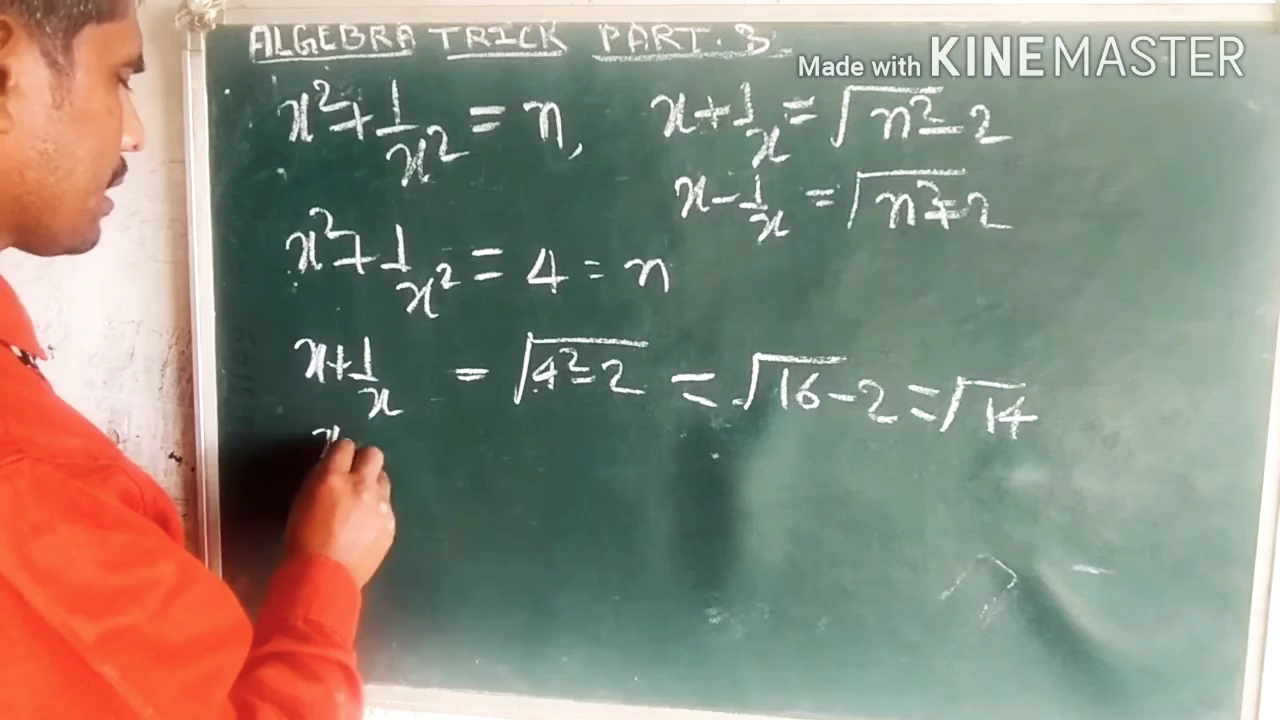 ALGEBRA TRICK PART. 3
Made with KINEMASTER
x²+1/x² = n, x+1/x = √n²-2
x-1/x = √n²+2
x²+1/x² = 4 = n
x+1/x = √4²-2 = √16-2 = √14
x